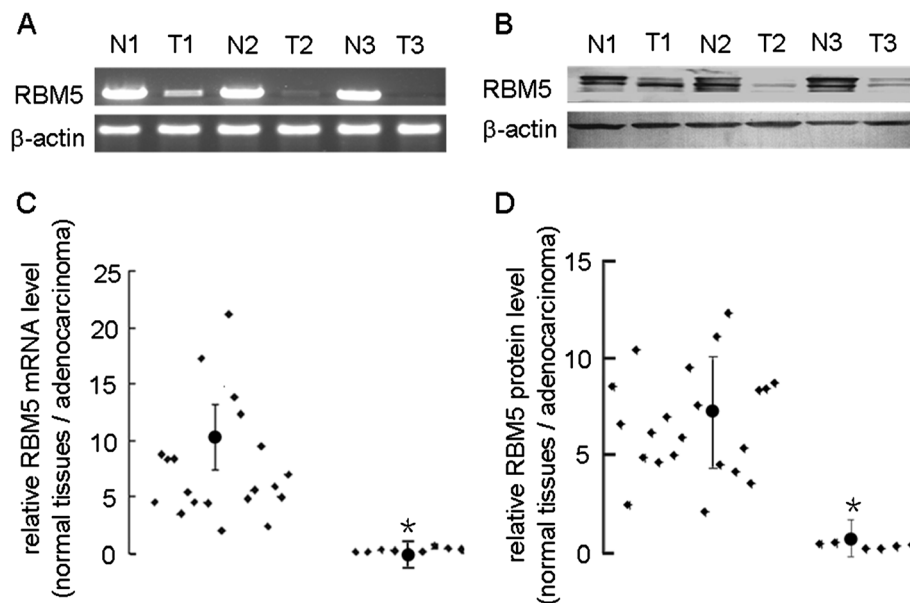 A
N1 T1 N2 T2 N3 T3
RBM5
β-actin
B
N1 T1 N2 T2 N3 T3
RBM5
β-actin
C
relative RBM5 mRNA level
(normal tissues / adenocarcinoma)
25
20
15
10
5
0
*
D
relative RBM5 protein level
(normal tissues / adenocarcinoma)
15
10
5
0
*